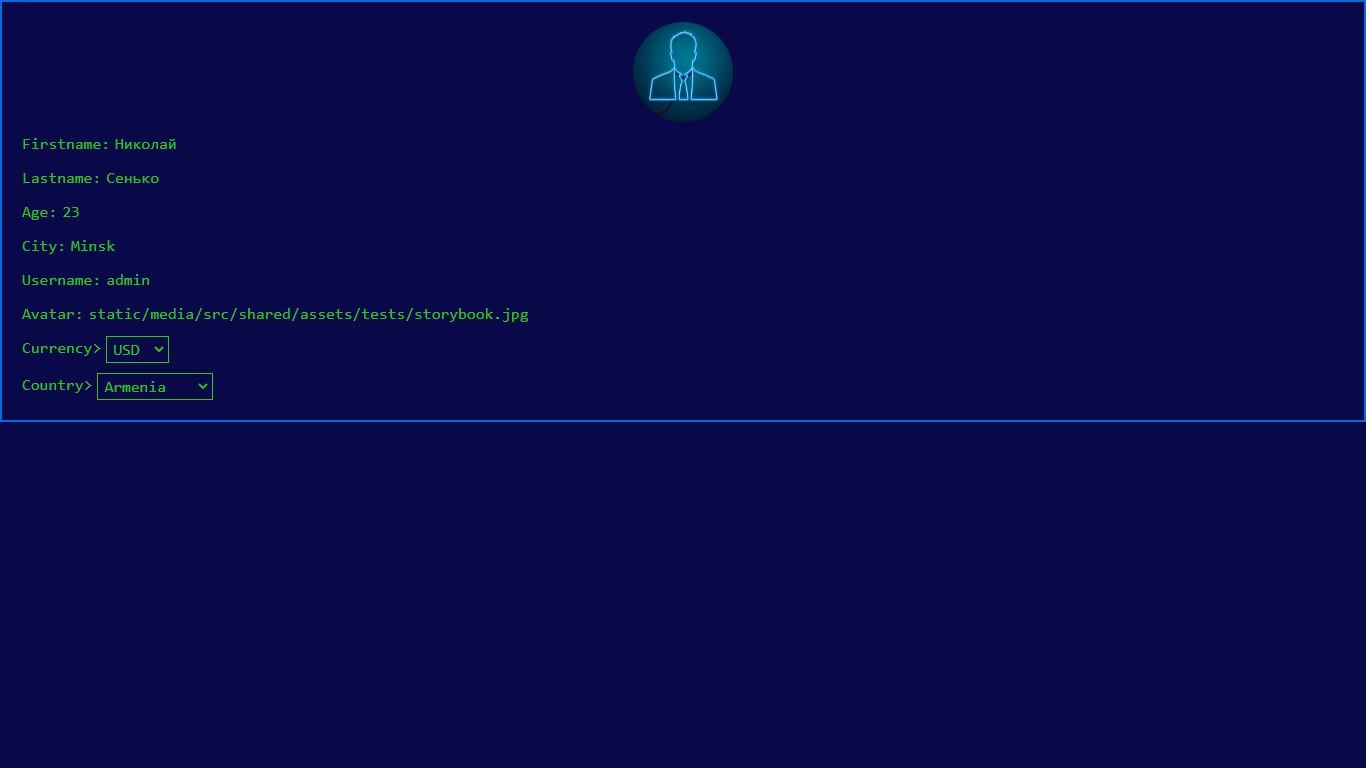 Firstname: Николай
Lastname: Сенько
Age: 23
City: Minsk
Username: admin
Avatar: static/media/src/shared/assets/tests/storybook.jpg
Currency> USD
Country> Armenia